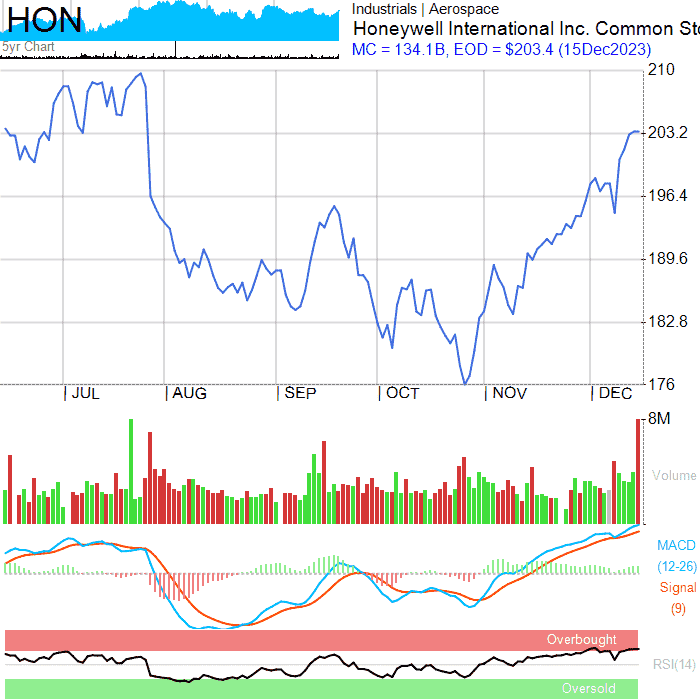 HON
5yr Chart
Industrials | Aerospace
Honeywell International Inc. Common Sto
MC = 134.1B, EOD = $203.4 (15Dec2023)
210
203.2
196.4
189.6
182.8
176
JUL AUG SEP OCT NOV DEC
8M
Volume
MACD
(12-26)
Signal
(9)
Overbought
RSI(14)
Oversold